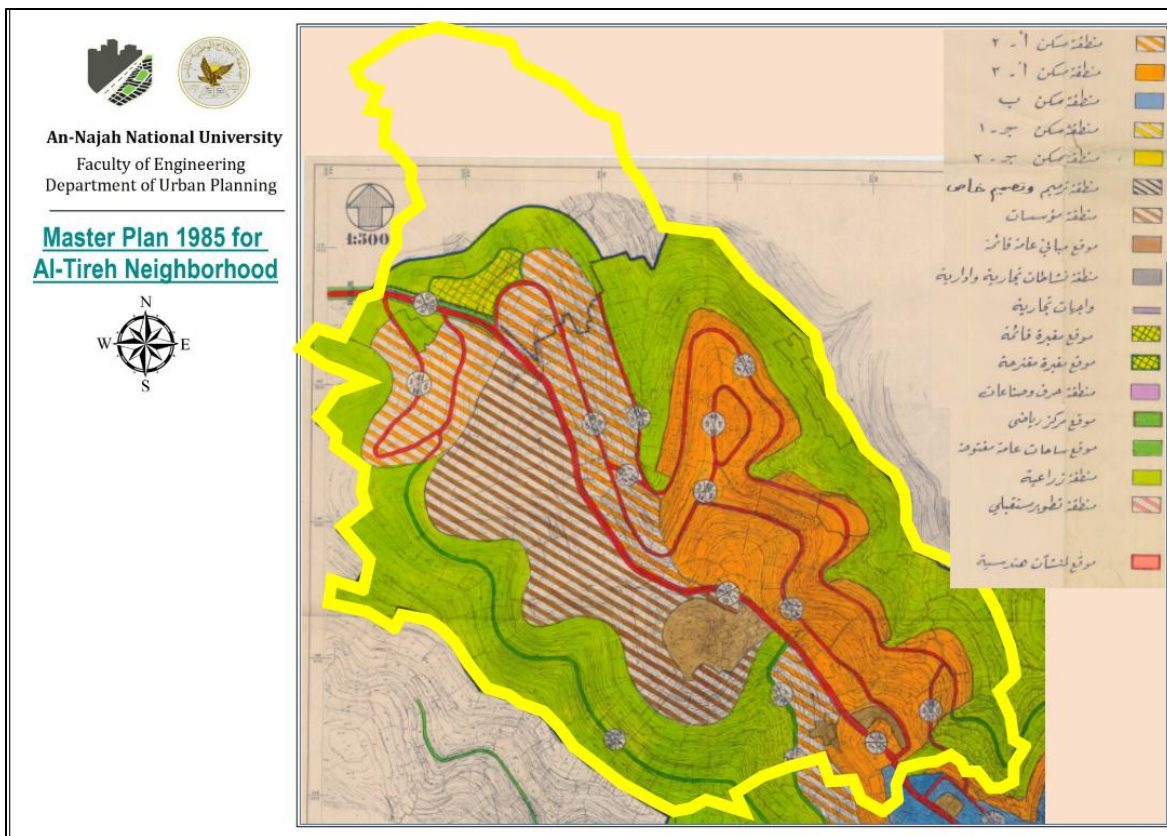 An-Najah National University
Faculty of Engineering
Department of Urban Planning
Master Plan 1985 for
Al-Tireh Neighborhood
N
W E
S
1:500
منطقة سكن أ - ٢
منطقة سكن أ - ٣
منطقة سكن ب
منطقة سكن ج - ١
منطقة سكن ج - ٢
منطقة ترميم وتصميم خاص
منطقة مؤسسات
موقع مباني عامة قائمة
منطقة نشاطات تجارية وادارية
واجهات تجارية
موقع مقبرة قائمة
موقع مقبرة مقترحة
منطقة حرف وصناعات
موقع مركز رياضي
موقع ساحات عامة مفتوحة
منطقة زراعية
منطقة تطوير مستقبلي
موقع لمنشآت هندسية